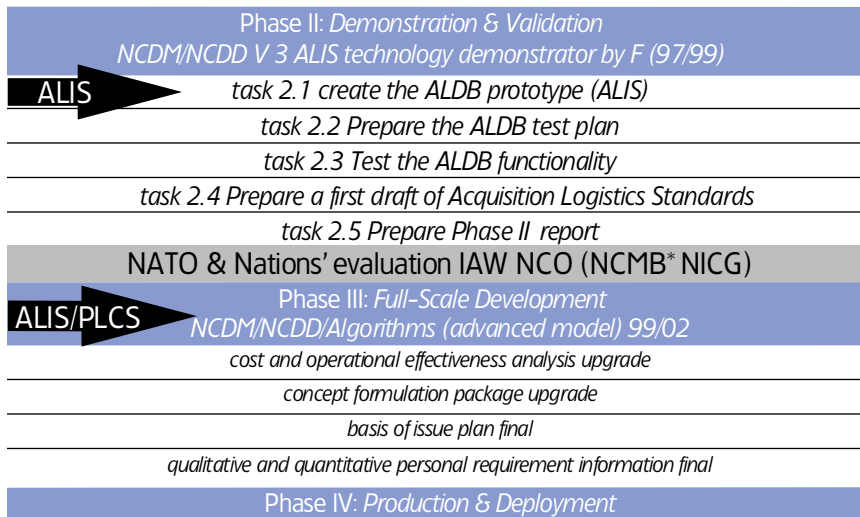 Phase II: Demonstration & Validation
NCDM/NCDD V 3 ALIS technology demonstrator by F (97/99)
ALIS
task 2.1 create the ALDB prototype (ALIS)
task 2.2 Prepare the ALDB test plan
task 2.3 Test the ALDB functionality
task 2.4 Prepare a first draft of Acquisition Logistics Standards
task 2.5 Prepare Phase II report
NATO & Nations' evaluation IAW NCO (NCMB* NICG)
Phase III: Full-Scale Development
ALIS/PLCS
NCDM/NCDD/Algorithms (advanced model) 99/02
cost and operational effectiveness analysis upgrade
concept formulation package upgrade
basis of issue plan final
qualitative and quantitative personal requirement information final
Phase IV: Production & Deployment